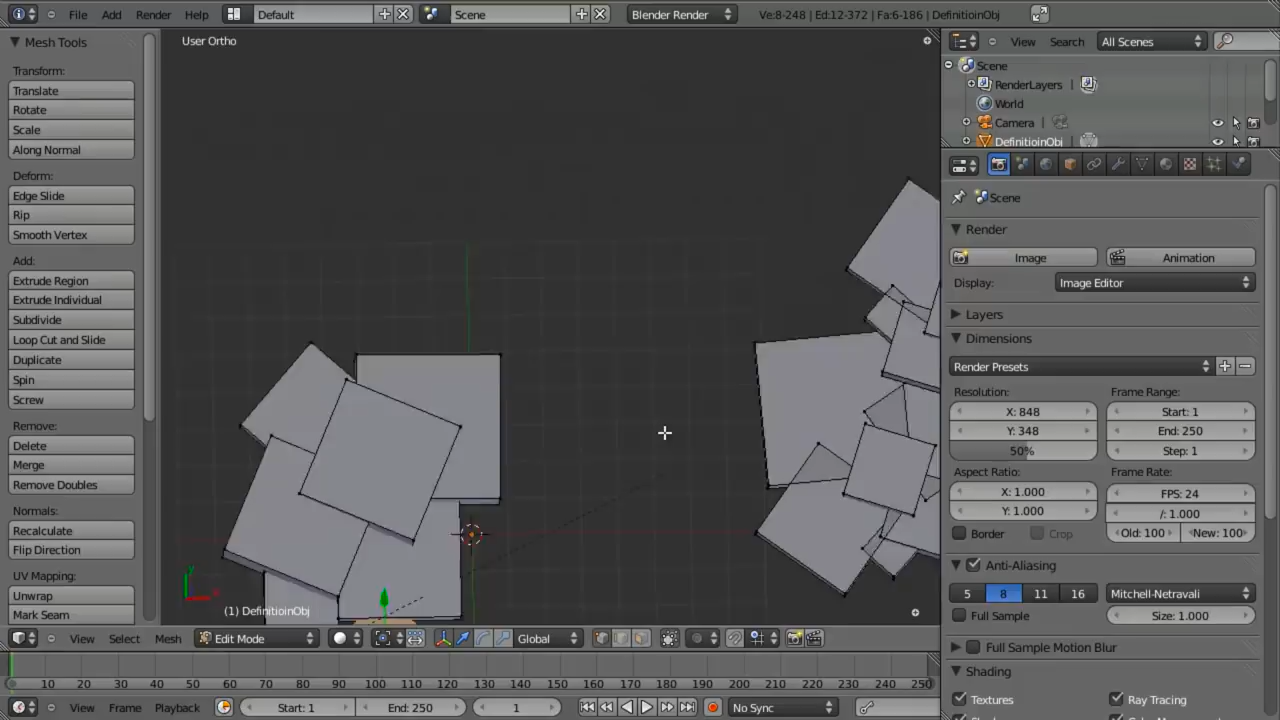 File Add Render Help Default Scene Blender Render Ve:8-248 | Ed:12-372 | Fa:6-186 | DefinitioinObj
Mesh Tools
Transform:
Translate
Rotate
Scale
Along Normal
Deform:
Edge Slide
Rip
Smooth Vertex
Add:
Extrude Region
Extrude Individual
Subdivide
Loop Cut and Slide
Duplicate
Spin
Screw
Remove:
Delete
Merge
Remove Doubles
Normals:
Recalculate
Flip Direction
UV Mapping:
Unwrap
Mark Seam
User Ortho
(1) DefinitioinObj
View Select Mesh Edit Mode Global
View Search All Scenes
Scene
RenderLayers
World
Camera
DefinitioinObj
Scene
Render
Image Animation
Display: Image Editor
Layers
Dimensions
Render Presets
Resolution: Frame Range:
X: 848 Start: 1
Y: 348 End: 250
50% Step: 1
Aspect Ratio: Frame Rate:
X: 1.000 FPS: 24
Y: 1.000 /: 1.000
Border Crop Old: 100 New: 100
Anti-Aliasing
5 8 11 16 Mitchell-Netravali
Full Sample Size: 1.000
Full Sample Motion Blur
Shading
Textures Ray Tracing
0 10 20 30 40 50 60 70 80 90 100 110 120 130 140 150 160 170 180 190 200 210 220 230 240 250
View Frame Playback Start: 1 End: 250 1 No Sync